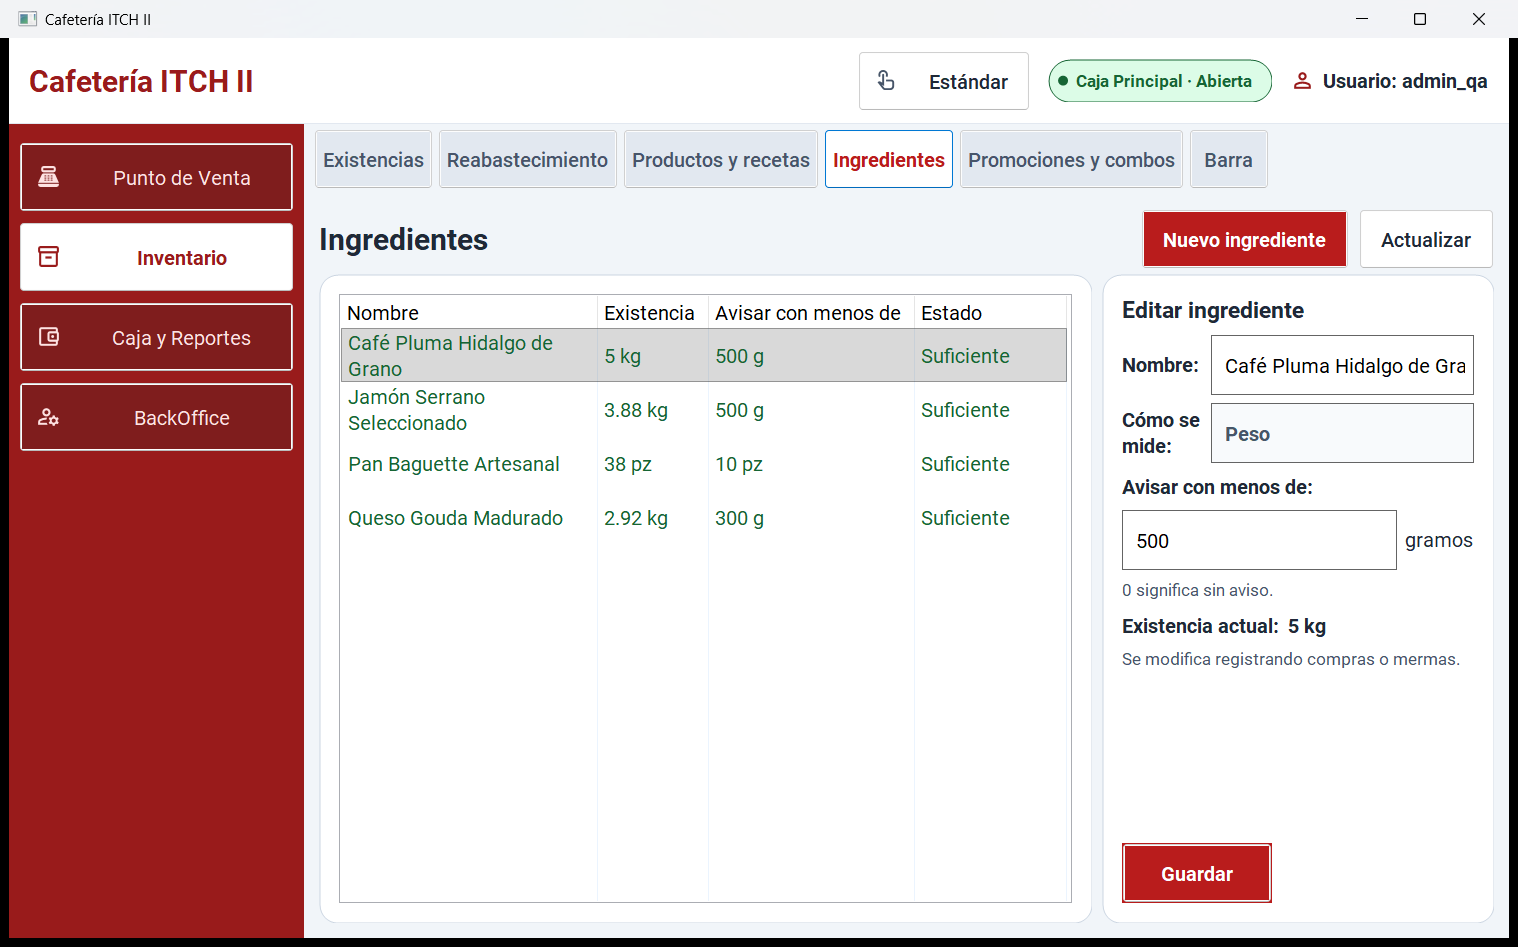 Cafetería ITCH II
Cafetería ITCH II
Estándar
Caja Principal · Abierta
Usuario: admin_qa
Punto de Venta
Inventario
Caja y Reportes
BackOffice
Existencias
Reabastecimiento
Productos y recetas
Ingredientes
Promociones y combos
Barra
Ingredientes
Nuevo ingrediente
Actualizar
Nombre Existencia Avisar con menos de Estado
Café Pluma Hidalgo de
Grano
5 kg 500 g Suficiente
Jamón Serrano
Seleccionado
3.88 kg 500 g Suficiente
Pan Baguette Artesanal 38 pz 10 pz Suficiente
Queso Gouda Madurado 2.92 kg 300 g Suficiente
Editar ingrediente
Nombre: Café Pluma Hidalgo de Gra
Cómo se
mide:
Peso
Avisar con menos de:
500 gramos
0 significa sin aviso.
Existencia actual: 5 kg
Se modifica registrando compras o mermas.
Guardar